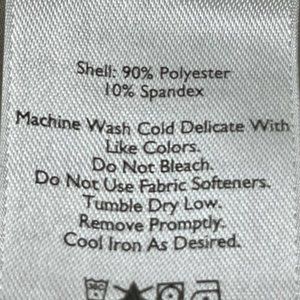 Shell: 90% Polyester
10% Spandex
Machine Wash Cold Delicate With
Like Colors.
Do Not Bleach.
Do Not Use Fabric Softeners.
Tumble Dry Low.
Remove Promptly.
Cool Iron As Desired.